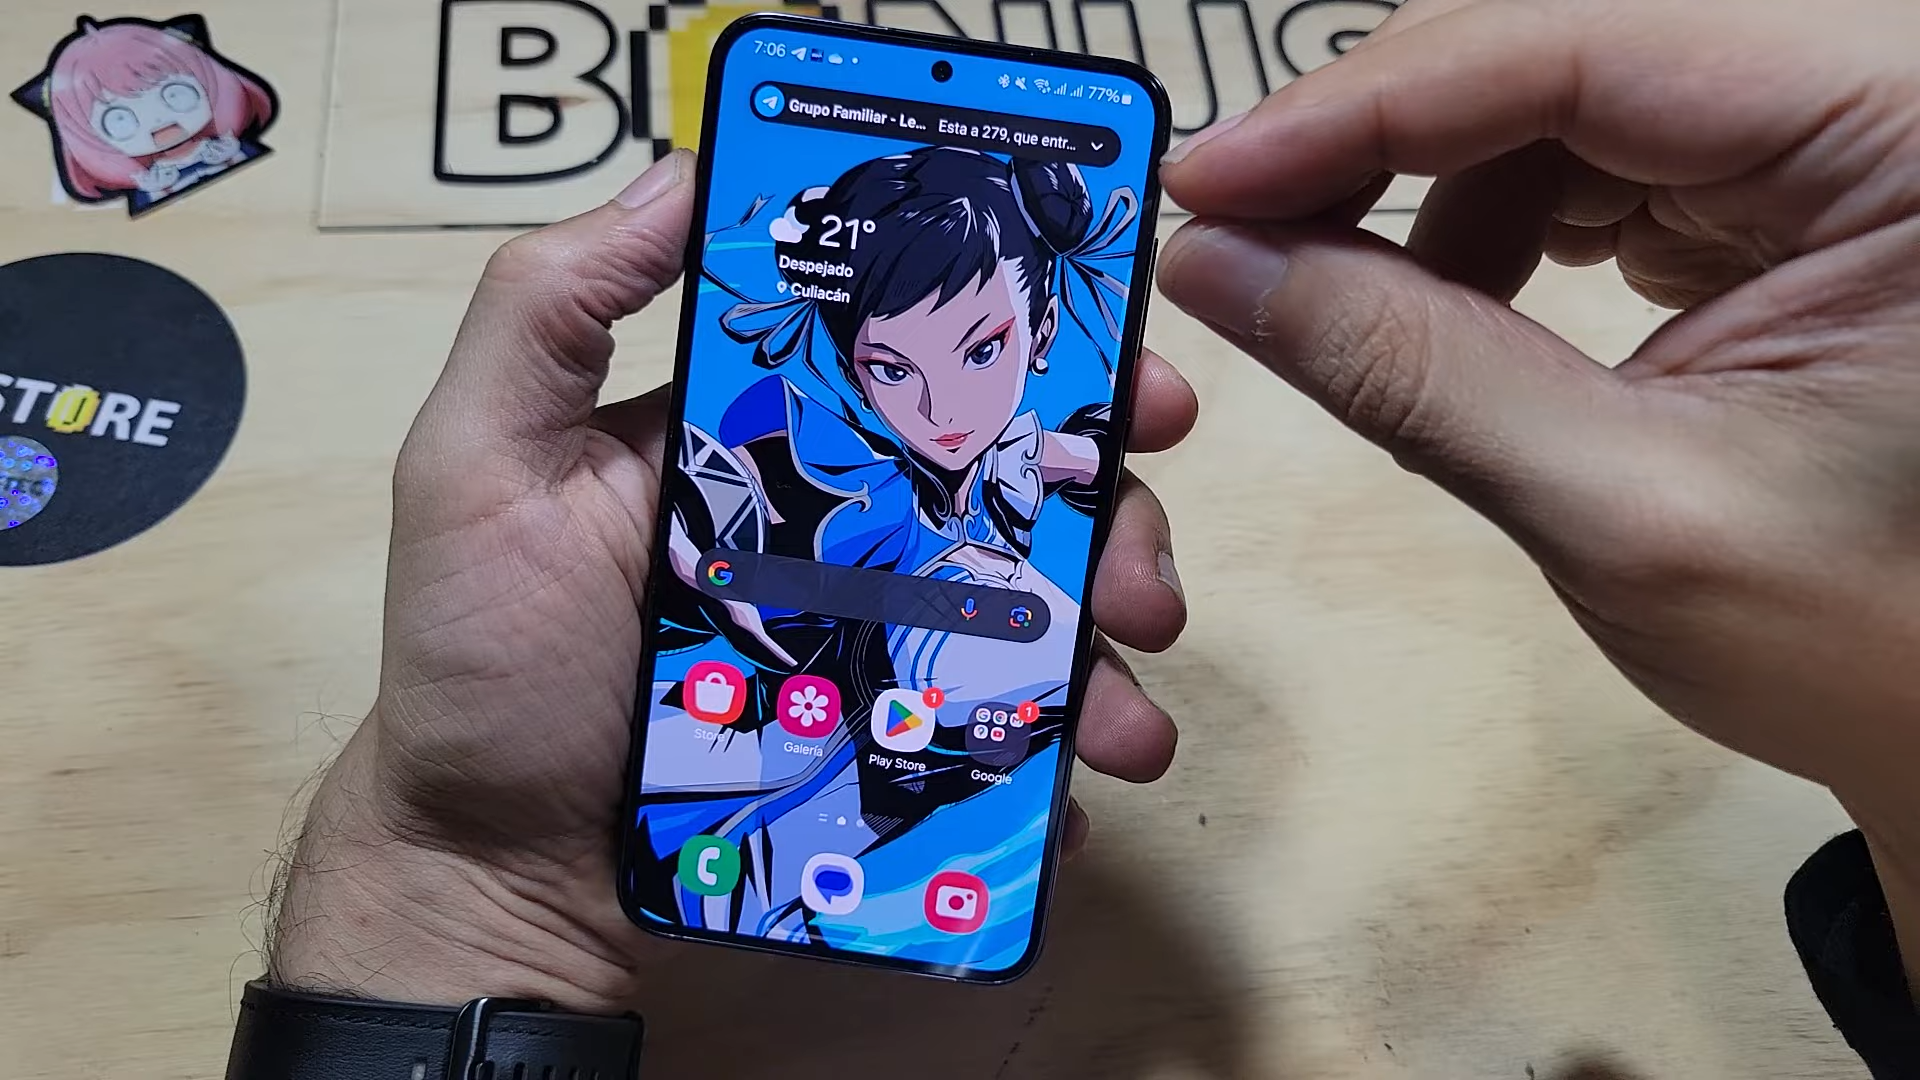 BONUS
STORE
7:06
77%
Grupo Familiar - Le... Esta a 279, que entr...
21°
Despejado
Culiacán
Store
Galería
Play Store
1
Google
1